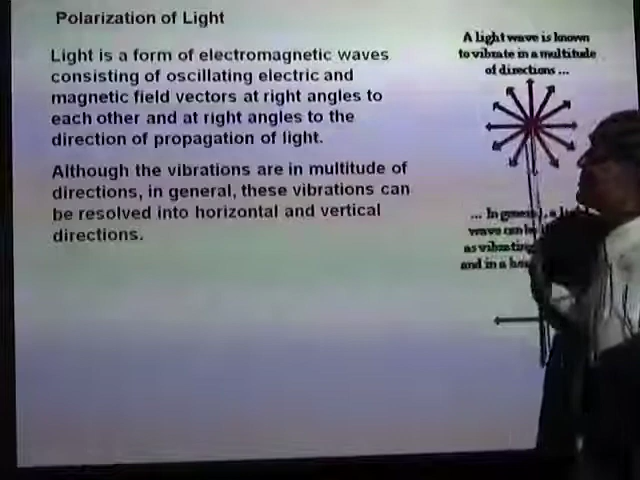 Polarization of Light
Light is a form of electromagnetic waves
consisting of oscillating electric and
magnetic field vectors at right angles to
each other and at right angles to the
direction of propagation of light.
Although the vibrations are in multitude of
directions, in general, these vibrations can
be resolved into horizontal and vertical
directions.
A light wave is known
to vibrate in a multitude
of directions ...
... In general, a
wave can be
as vibrating
and in a